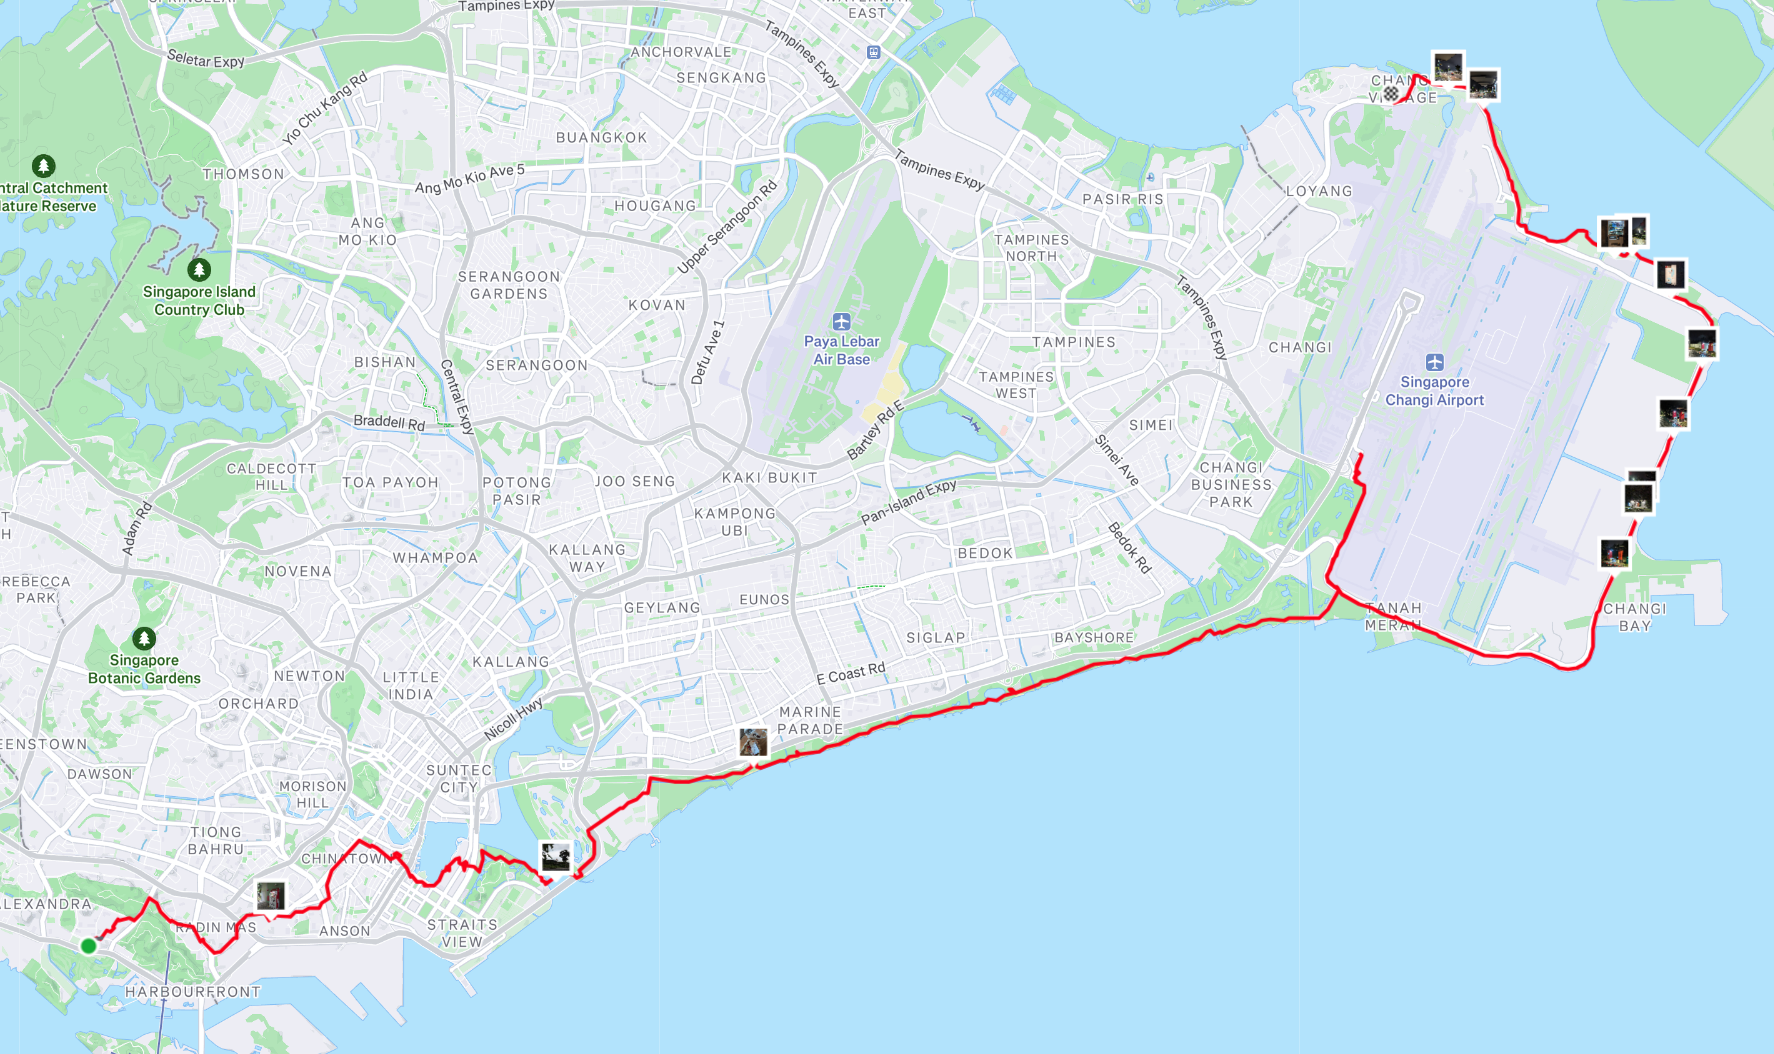 Tampines Expy
EAST
Seletar Expy
ANCHORVALE
Tampines Expy
SENGKANG
CHANGI
VILLAGE
Yio Chu Kang Rd
BUANGKOK
THOMSON
Ang Mo Kio Ave 5
Tampines Expy
ntral Catchment
lature Reserve
LOYANG
PASIR RIS
HOUGANG
ANG
MO KIO
Upper Serangoon Rd
TAMPINES
NORTH
SERANGOON
GARDENS
Singapore Island
Country Club
KOVAN
Tampines Expy
Paya Lebar
Air Base
Defu Ave 1
TAMPINES
CHANGI
BISHAN
SERANGOON
Central Expy
TAMPINES
WEST
Singapore
Changi Airport
Braddell Rd
Bartley Rd E
SIMEI
Simei Ave
CALDECOTT
HILL
TOA PAYOH
POTONG
PASIR
JOO SENG
KAKI BUKIT
CHANGI
BUSINESS
PARK
Pan-Island Expy
Adam Rd
KAMPONG
UBI
T
H
WHAMPOA
KALLANG
WAY
BEDOK
Bedok Rd
NOVENA
REBECCA
PARK
EUNOS
GEYLANG
TANAH
MERAH
CHANGI
BAY
SIGLAP
BAYSHORE
Singapore
Botanic Gardens
KALLANG
NEWTON
LITTLE
INDIA
E Coast Rd
ORCHARD
Nicoll Hwy
MARINE
PARADE
EENSTOWN
DAWSON
SUNTEC
CITY
MORISON
HILL
TIONG
BAHRU
CHINATOWN
ALEXANDRA
RADIN MAS
ANSON
STRAITS
VIEW
HARBOURFRONT